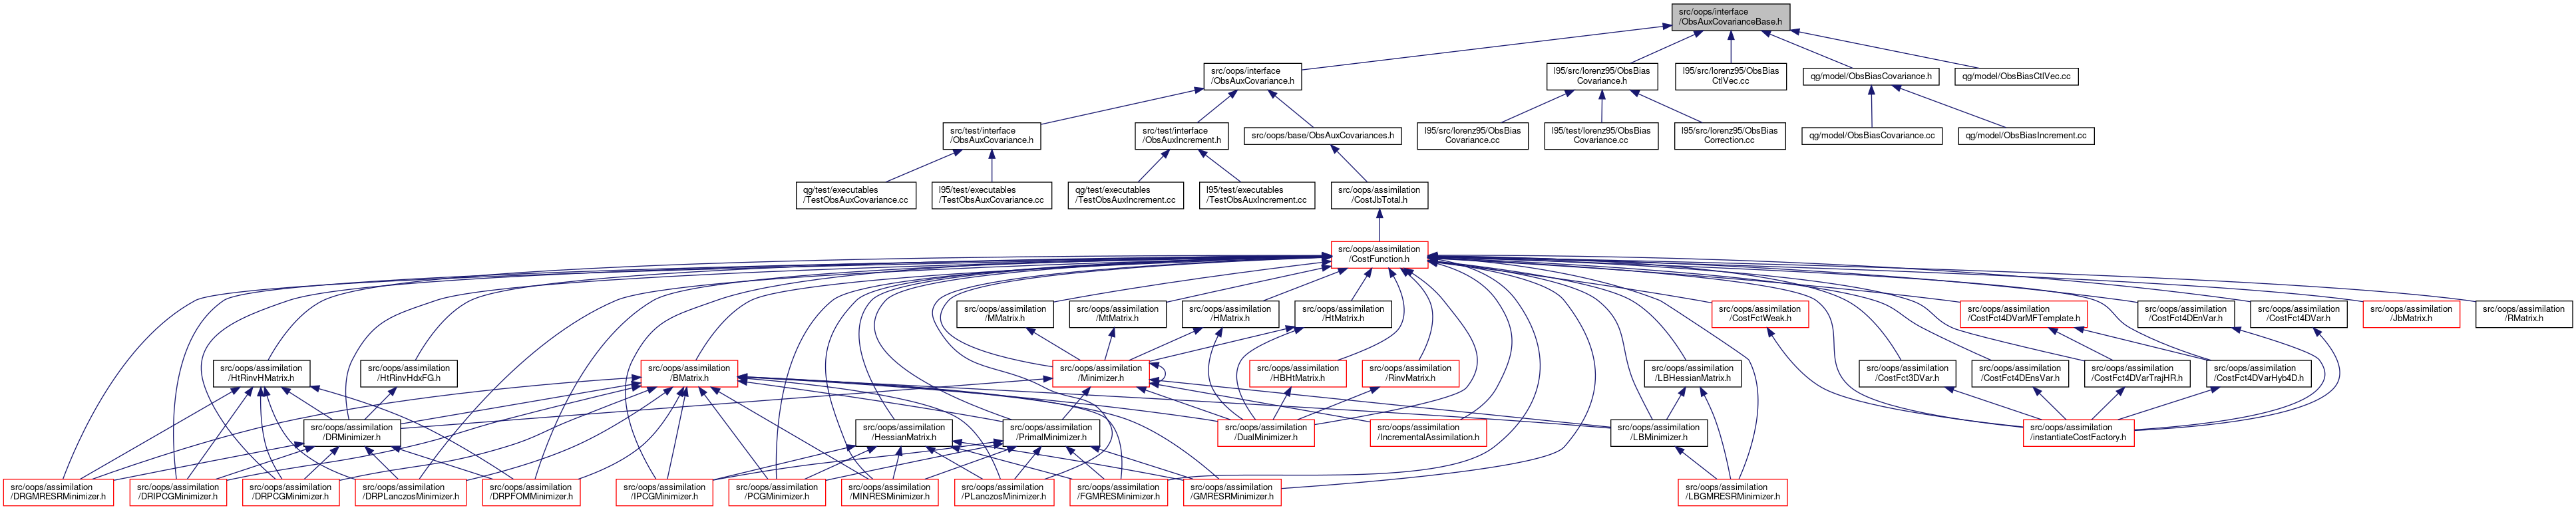 src/oops/interface
/ObsAuxCovarianceBase.h
src/oops/interface
/ObsAuxCovariance.h
l95/src/lorenz95/ObsBias
Covariance.h
l95/src/lorenz95/ObsBias
CtlVec.cc
qg/model/ObsBiasCovariance.h
qg/model/ObsBiasCtlVec.cc
src/test/interface
/ObsAuxCovariance.h
src/test/interface
/ObsAuxIncrement.h
src/oops/base/ObsAuxCovariances.h
l95/src/lorenz95/ObsBias
Covariance.cc
l95/test/lorenz95/ObsBias
Covariance.cc
l95/src/lorenz95/ObsBias
Correction.cc
qg/model/ObsBiasCovariance.cc
qg/model/ObsBiasIncrement.cc
qg/test/executables
/TestObsAuxCovariance.cc
l95/test/executables
/TestObsAuxCovariance.cc
qg/test/executables
/TestObsAuxIncrement.cc
l95/test/executables
/TestObsAuxIncrement.cc
src/oops/assimilation
/CostJbTotal.h
src/oops/assimilation
/CostFunction.h
src/oops/assimilation
/MMatrix.h
src/oops/assimilation
/MtMatrix.h
src/oops/assimilation
/HMatrix.h
src/oops/assimilation
/HtMatrix.h
src/oops/assimilation
/CostFctWeak.h
src/oops/assimilation
/CostFct4DVarMFTemplate.h
src/oops/assimilation
/CostFct4DEnVar.h
src/oops/assimilation
/CostFct4DVar.h
src/oops/assimilation
/JbMatrix.h
src/oops/assimilation
/RMatrix.h
src/oops/assimilation
/HtRinvHMatrix.h
src/oops/assimilation
/HtRinvHdxFG.h
src/oops/assimilation
/BMatrix.h
src/oops/assimilation
/Minimizer.h
src/oops/assimilation
/HBHtMatrix.h
src/oops/assimilation
/RinvMatrix.h
src/oops/assimilation
/LBHessianMatrix.h
src/oops/assimilation
/CostFct3DVar.h
src/oops/assimilation
/CostFct4DEnsVar.h
src/oops/assimilation
/CostFct4DVarTrajHR.h
src/oops/assimilation
/CostFct4DVarHyb4D.h
src/oops/assimilation
/DRMinimizer.h
src/oops/assimilation
/HessianMatrix.h
src/oops/assimilation
/PrimalMinimizer.h
src/oops/assimilation
/DualMinimizer.h
src/oops/assimilation
/IncrementalAssimilation.h
src/oops/assimilation
/LBMinimizer.h
src/oops/assimilation
/instantiateCostFactory.h
src/oops/assimilation
/DRGMRESRMinimizer.h
src/oops/assimilation
/DRIPCGMinimizer.h
src/oops/assimilation
/DRPCGMinimizer.h
src/oops/assimilation
/DRPLanczosMinimizer.h
src/oops/assimilation
/DRPFOMMinimizer.h
src/oops/assimilation
/IPCGMinimizer.h
src/oops/assimilation
/PCGMinimizer.h
src/oops/assimilation
/MINRESMinimizer.h
src/oops/assimilation
/PLanczosMinimizer.h
src/oops/assimilation
/FGMRESMinimizer.h
src/oops/assimilation
/GMRESRMinimizer.h
src/oops/assimilation
/LBGMRESRMinimizer.h